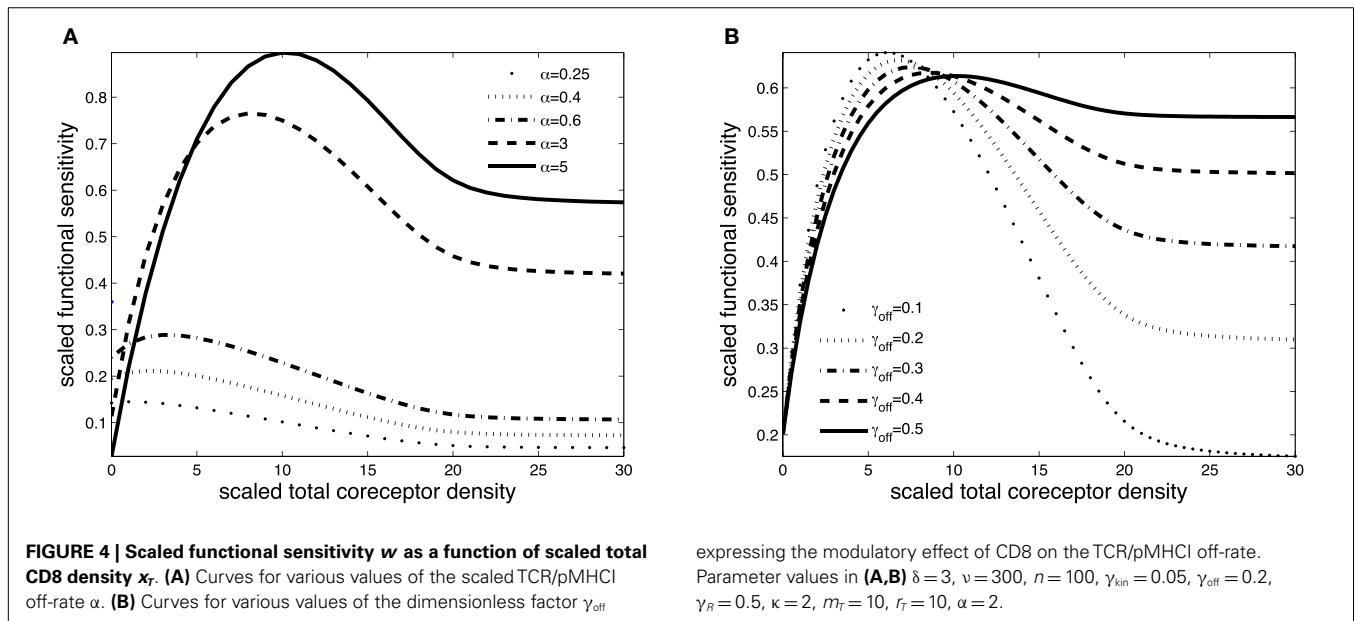 A
scaled functional sensitivity
0.8
0.7
0.6
0.5
0.4
0.3
0.2
0.1
0 5 10 15 20 25 30
scaled total coreceptor density
α=0.25
α=0.4
α=0.6
α=3
α=5
B
scaled functional sensitivity
0.6
0.55
0.5
0.45
0.4
0.35
0.3
0.25
0.2
0 5 10 15 20 25 30
scaled total coreceptor density
γoff=0.1
γoff=0.2
γoff=0.3
γoff=0.4
γoff=0.5
FIGURE 4 | Scaled functional sensitivity w as a function of scaled total
CD8 density xT. (A) Curves for various values of the scaled TCR/pMHCI
off-rate α. (B) Curves for various values of the dimensionless factor γoff
expressing the modulatory effect of CD8 on the TCR/pMHCI off-rate.
Parameter values in (A,B) δ = 3, ν = 300, n = 100, γkin = 0.05, γoff = 0.2,
γR = 0.5, κ = 2, mT = 10, rT = 10, α = 2.